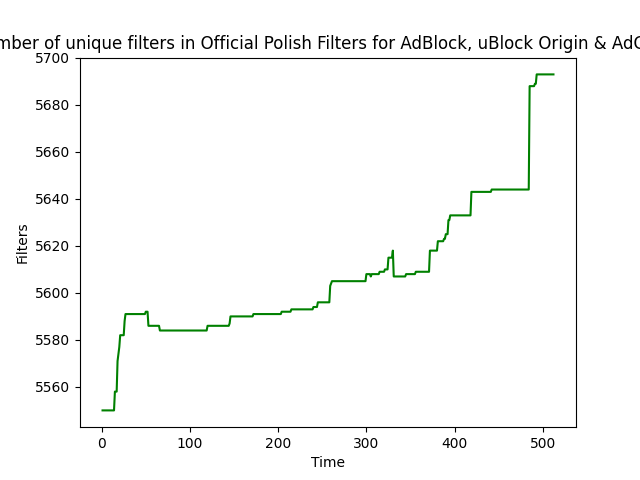 mber of unique filters in Official Polish Filters for AdBlock, uBlock Origin & AdG
5700
5680
5660
5640
5620
5600
5580
5560
Filters
0 100 200 300 400 500
Time